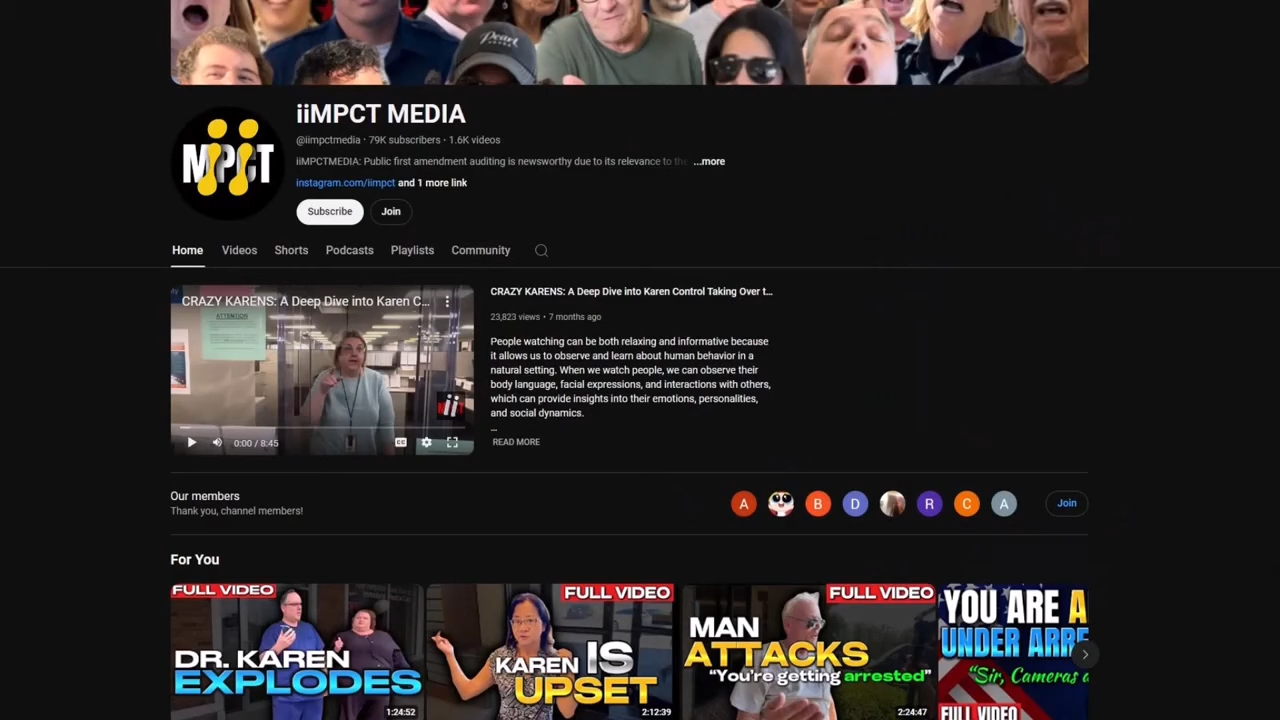 Pearl
iiMPCT MEDIA
MPCT
@iimpctmedia · 79K subscribers · 1.6K videos
iiMPCTMEDIA: Public first amendment auditing is newsworthy due to its relevance to the ...more
instagram.com/iimpct and 1 more link
Subscribe
Join
Home
Videos
Shorts
Podcasts
Playlists
Community
CRAZY KARENS: A Deep Dive into Karen C...
ATTENTION
0:00 / 8:45
CC
CRAZY KARENS: A Deep Dive into Karen Control Taking Over t...
23,823 views · 7 months ago
People watching can be both relaxing and informative because
it allows us to observe and learn about human behavior in a
natural setting. When we watch people, we can observe their
body language, facial expressions, and interactions with others,
which can provide insights into their emotions, personalities,
and social dynamics.
...
READ MORE
Our members
Thank you, channel members!
A
B
D
R
C
A
Join
For You
FULL VIDEO
DR. KAREN
EXPLODES
1:24:52
FULL VIDEO
KAREN IS
UPSET
2:12:39
FULL VIDEO
MAN
ATTACKS
"You're getting arrested"
2:24:47
YOU ARE A
UNDER ARRE
"Sir, Cameras a
FULL VIDEO